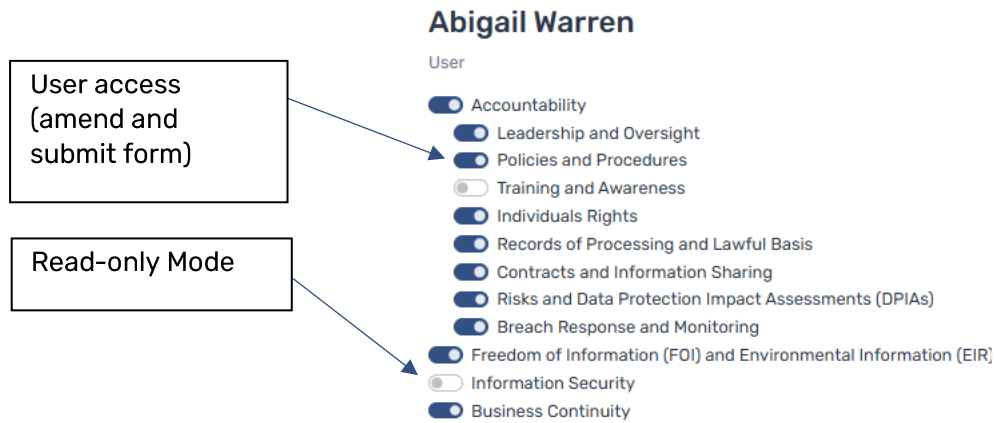 Abigail Warren
User
User access
(amend and
submit form)
Read-only Mode
Accountability
Leadership and Oversight
Policies and Procedures
Training and Awareness
Individuals Rights
Records of Processing and Lawful Basis
Contracts and Information Sharing
Risks and Data Protection Impact Assessments (DPIAs)
Breach Response and Monitoring
Freedom of Information (FOI) and Environmental Information (EIR)
Information Security
Business Continuity